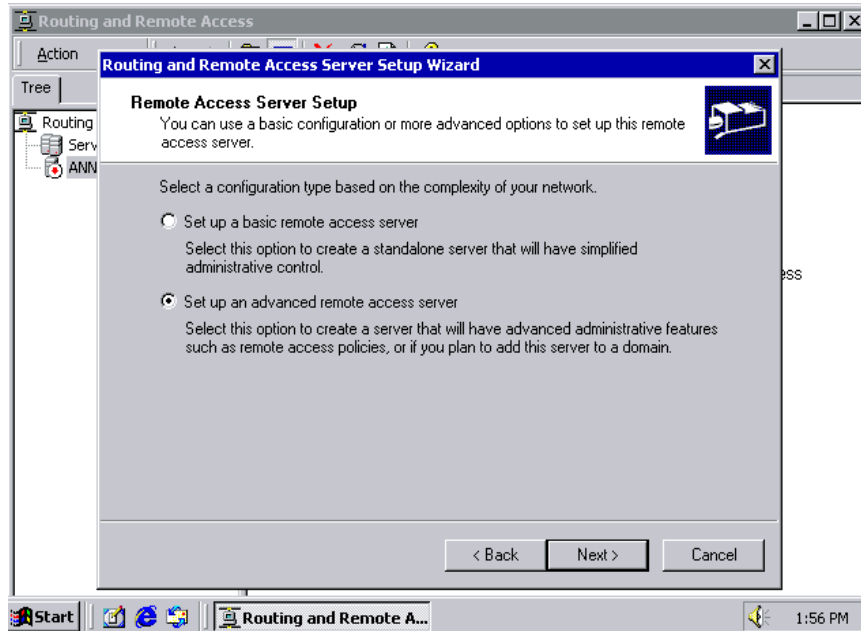 Routing and Remote Access
Action
Routing and Remote Access Server Setup Wizard
Tree
Remote Access Server Setup
You can use a basic configuration or more advanced options to set up this remote
access server.
Routing
Serv
ANN
Select a configuration type based on the complexity of your network.
Set up a basic remote access server
Select this option to create a standalone server that will have simplified
administrative control.
ess
Set up an advanced remote access server
Select this option to create a server that will have advanced administrative features
such as remote access policies, or if you plan to add this server to a domain.
< Back Next > Cancel
Start Routing and Remote A... 1:56 PM